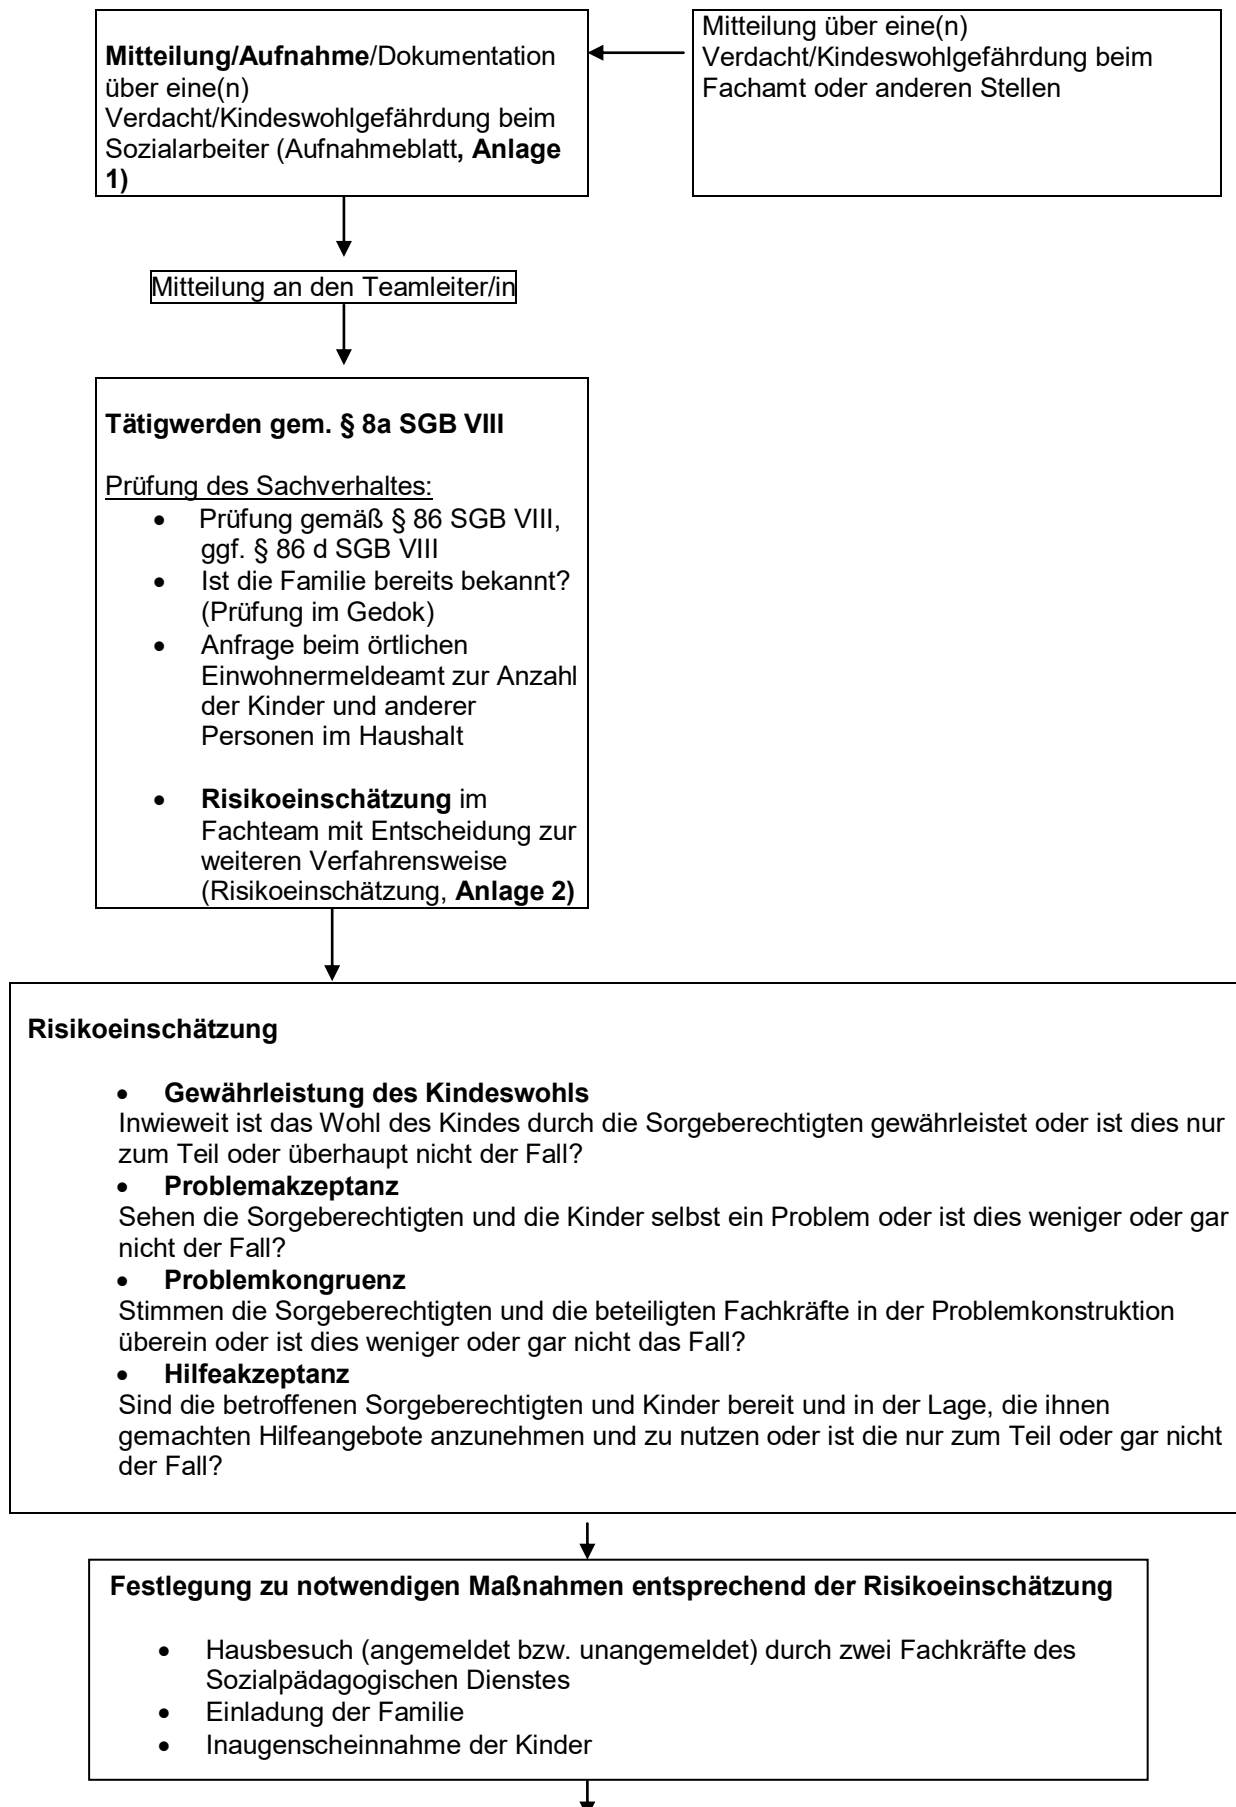 Mitteilung/Aufnahme/Dokumentation
über eine(n)
Verdacht/Kindeswohlgefährdung beim
Sozialarbeiter (Aufnahmeblatt, Anlage
1)
Mitteilung über eine(n)
Verdacht/Kindeswohlgefährdung beim
Fachamt oder anderen Stellen
Mitteilung an den Teamleiter/in
Tätigwerden gem. § 8a SGB VIII
Prüfung des Sachverhaltes:
• Prüfung gemäß § 86 SGB VIII,
ggf. § 86 d SGB VIII
• Ist die Familie bereits bekannt?
(Prüfung im Gedok)
• Anfrage beim örtlichen
Einwohnermeldeamt zur Anzahl
der Kinder und anderer
Personen im Haushalt
• Risikoeinschätzung im
Fachteam mit Entscheidung zur
weiteren Verfahrensweise
(Risikoeinschätzung, Anlage 2)
Risikoeinschätzung
• Gewährleistung des Kindeswohls
Inwieweit ist das Wohl des Kindes durch die Sorgeberechtigten gewährleistet oder ist dies nur
zum Teil oder überhaupt nicht der Fall?
• Problemakzeptanz
Sehen die Sorgeberechtigten und die Kinder selbst ein Problem oder ist dies weniger oder gar
nicht der Fall?
• Problemkongruenz
Stimmen die Sorgeberechtigten und die beteiligten Fachkräfte in der Problemkonstruktion
überein oder ist dies weniger oder gar nicht das Fall?
• Hilfeakzeptanz
Sind die betroffenen Sorgeberechtigten und Kinder bereit und in der Lage, die ihnen
gemachten Hilfeangebote anzunehmen und zu nutzen oder ist die nur zum Teil oder gar nicht
der Fall?
Festlegung zu notwendigen Maßnahmen entsprechend der Risikoeinschätzung
• Hausbesuch (angemeldet bzw. unangemeldet) durch zwei Fachkräfte des
Sozialpädagogischen Dienstes
• Einladung der Familie
• Inaugenscheinnahme der Kinder